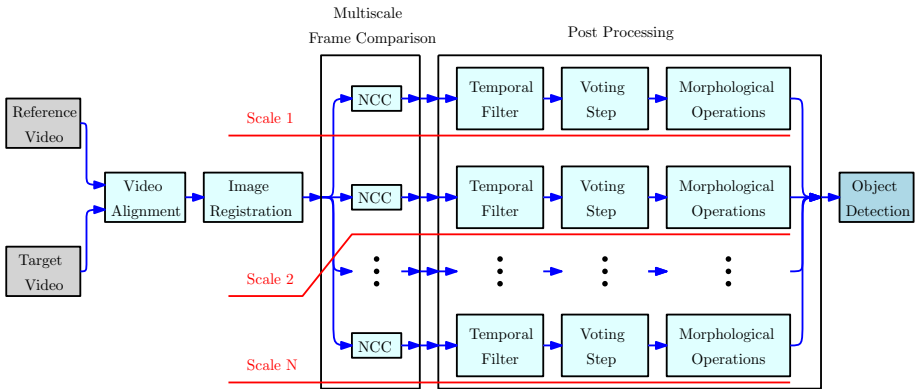 Multiscale
Frame Comparison
Post Processing
Reference
Video
Target
Video
Video
Alignment
Image
Registration
Scale 1
NCC
Temporal
Filter
Voting
Step
Morphological
Operations
Scale 2
NCC
Temporal
Filter
Voting
Step
Morphological
Operations
Scale N
NCC
Temporal
Filter
Voting
Step
Morphological
Operations
Object
Detection